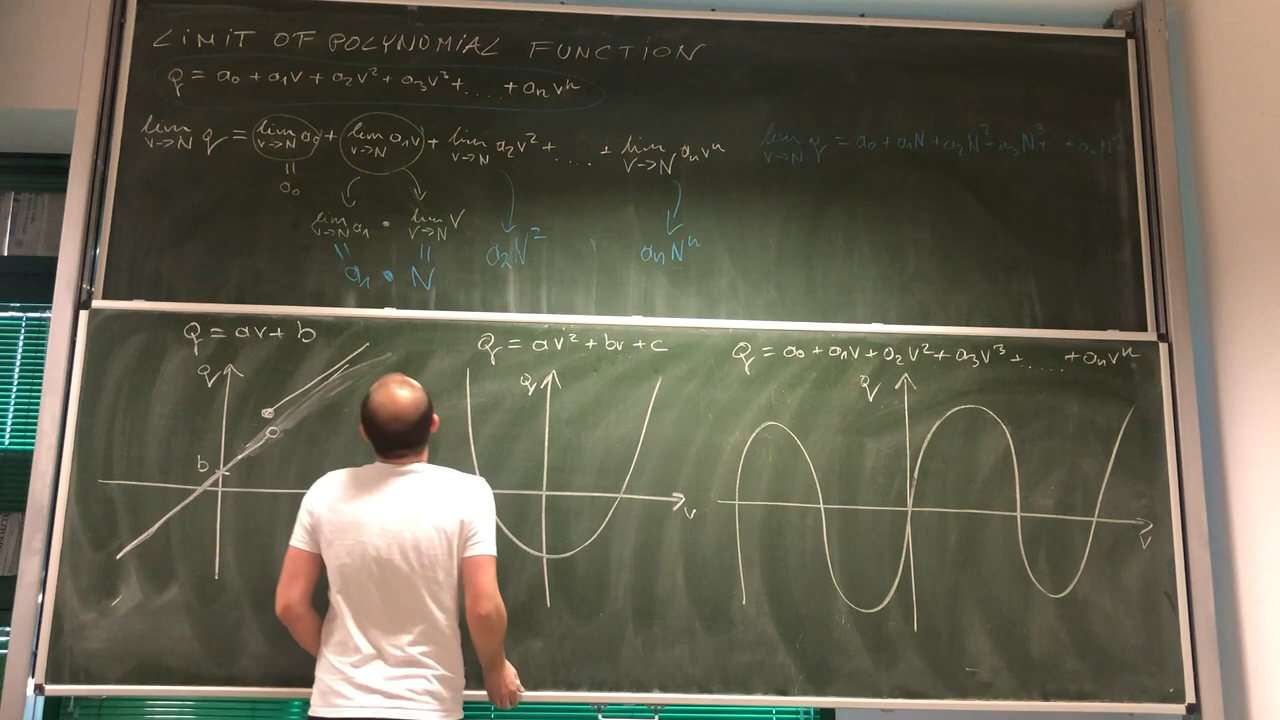 LIMIT OF POLYNOMIAL FUNCTION
Q = a₀ + a₁v + a₂v² + a₃v³ + .... + aₙvⁿ
lim v→N q = lim v→N a₀ + lim v→N a₁v + lim v→N a₂v² + .... + lim v→N aₙvⁿ
lim v→N q = a₀ + a₁N + a₂N² + a₃N³ .. + aₙNⁿ
=
a₀
lim v→N a₁ • lim v→N v
= =
a₁ • N
a₂N²
aₙNⁿ
Q = av + b
Q = av² + bv + c
Q = a₀ + a₁v + a₂v² + a₃v³ + ..... + aₙvⁿ
Q
b
Q
v
Q
v